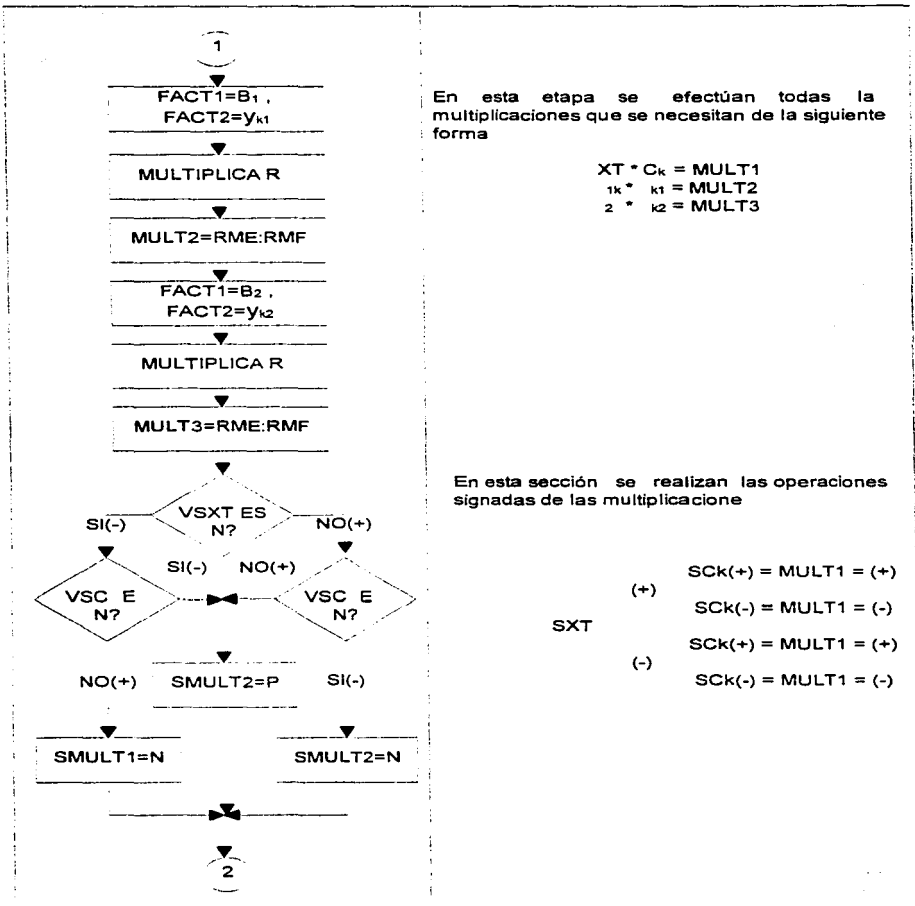 1
FACT1=B₁ ,
FACT2=yₖ₁
MULTIPLICA R
MULT2=RME:RMF
FACT1=B₂ ,
FACT2=yₖ₂
MULTIPLICA R
MULT3=RME:RMF
VSXT ES
N?
SI(-)
NO(+)
SI(-)
NO(+)
VSC E
N?
VSC E
N?
NO(+)
SMULT2=P
SI(-)
SMULT1=N
SMULT2=N
2
En esta etapa se efectúan todas la
multiplicaciones que se necesitan de la siguiente
forma
XT * Cₖ = MULT1
₁ₖ * ₖ₁ = MULT2
₂ * ₖ₂ = MULT3
En esta sección se realizan las operaciones
signadas de las multiplicacione
SXT
(+)
SCk(+) = MULT1 = (+)
SCk(-) = MULT1 = (-)
(-)
SCk(+) = MULT1 = (+)
SCk(-) = MULT1 = (-)